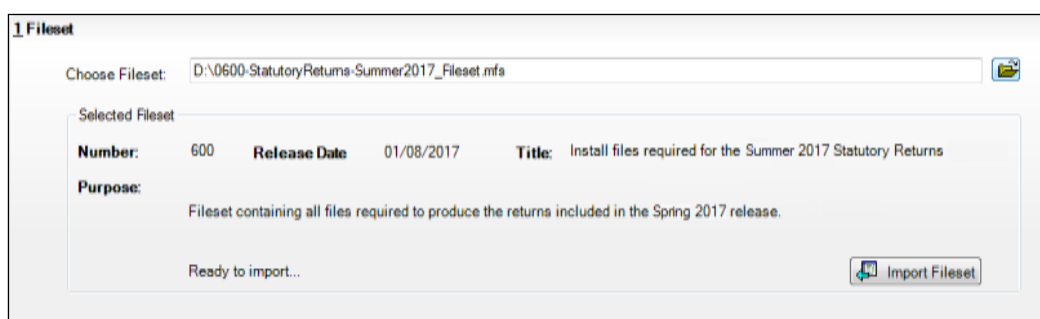 1 Fileset
Choose Fileset: D:\0600-StatutoryReturns-Summer2017_Fileset.mfs
Selected Fileset
Number: 600 Release Date 01/08/2017 Title: Install files required for the Summer 2017 Statutory Returns
Purpose:
Fileset containing all files required to produce the returns included in the Spring 2017 release.
Ready to import... Import Fileset